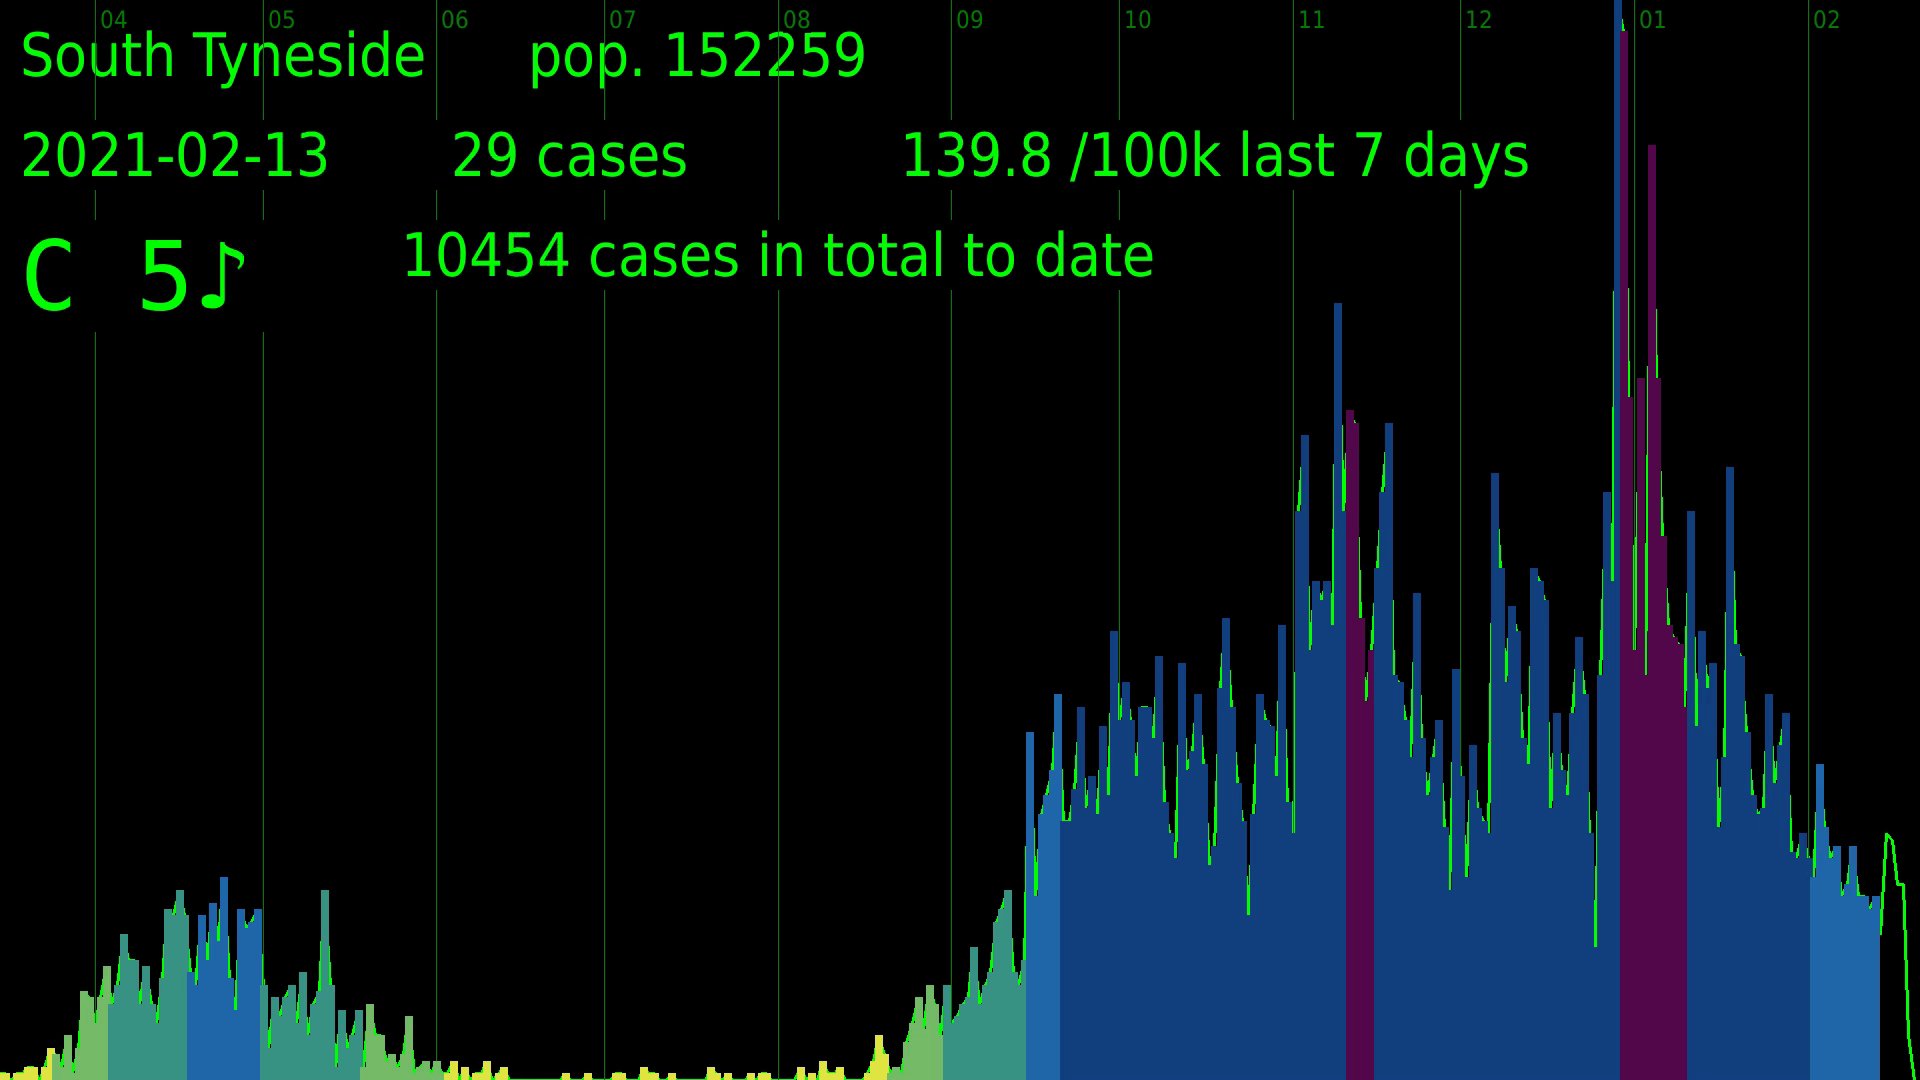 04 05 06 07 08 09 10 11 12 01 02
South Tyneside pop. 152259
2021-02-13 29 cases 139.8 /100k last 7 days
C 5♪ 10454 cases in total to date